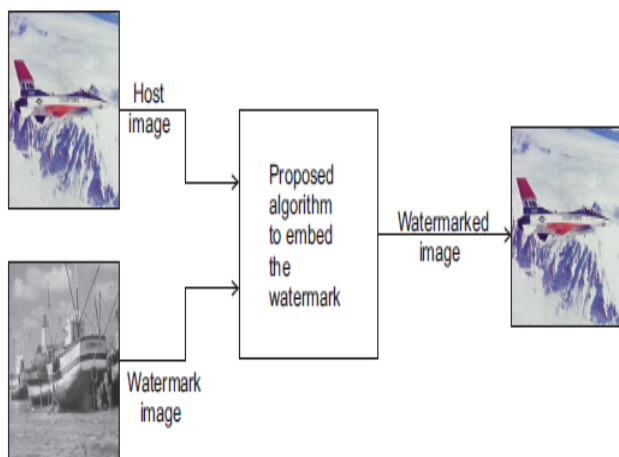 Host
image
Proposed
algorithm
to embed
the
watermark
Watermarked
image
Watermark
image